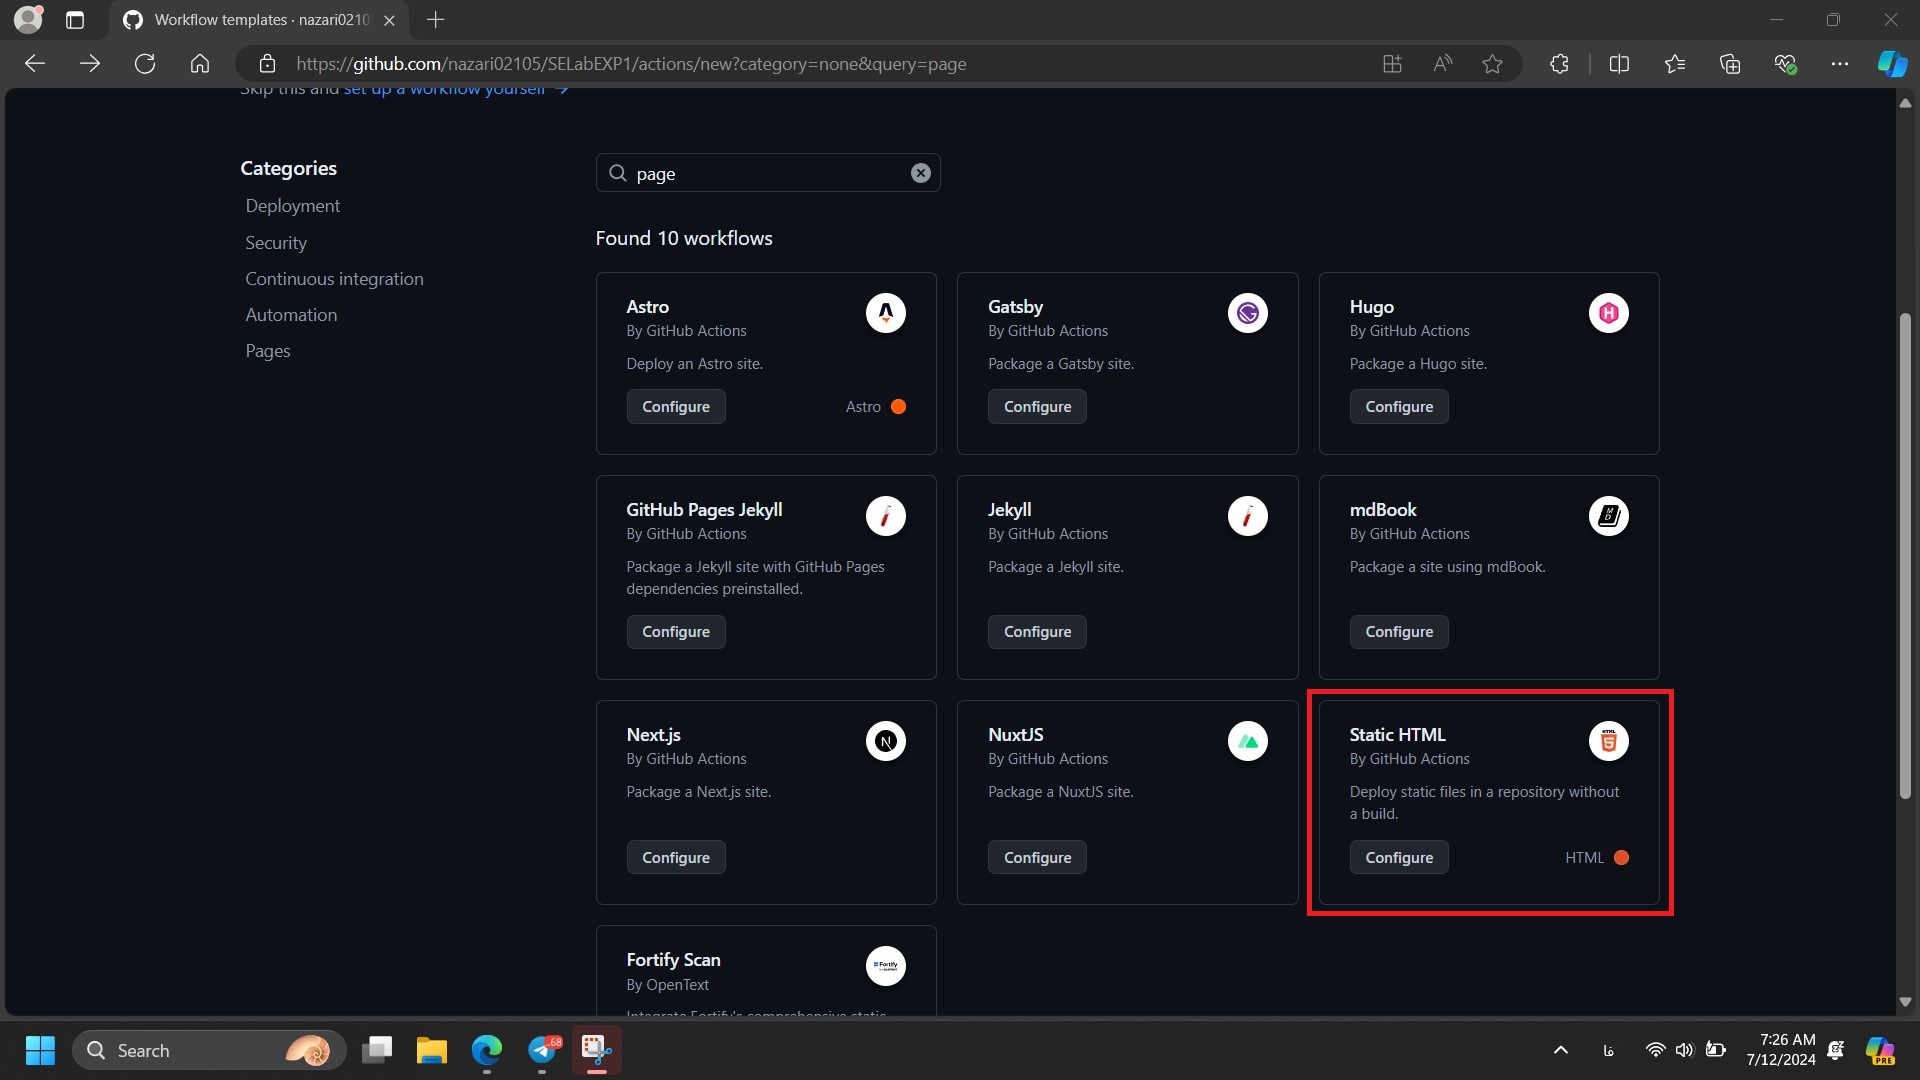 Workflow templates · nazari0210
https://github.com/nazari02105/SELabEXP1/actions/new?category=none&query=page
Skip this and set up a workflow yourself →
Categories
Deployment
Security
Continuous integration
Automation
Pages
page
Found 10 workflows
Astro
By GitHub Actions
Deploy an Astro site.
Configure
Astro
Gatsby
By GitHub Actions
Package a Gatsby site.
Configure
Hugo
By GitHub Actions
Package a Hugo site.
Configure
GitHub Pages Jekyll
By GitHub Actions
Package a Jekyll site with GitHub Pages
dependencies preinstalled.
Configure
Jekyll
By GitHub Actions
Package a Jekyll site.
Configure
mdBook
By GitHub Actions
Package a site using mdBook.
Configure
Next.js
By GitHub Actions
Package a Next.js site.
Configure
NuxtJS
By GitHub Actions
Package a NuxtJS site.
Configure
Static HTML
By GitHub Actions
Deploy static files in a repository without
a build.
Configure
HTML
Fortify Scan
By OpenText
Integrate Fortify's comprehensive static
Search
..68
فا
7:26 AM
7/12/2024
PRE